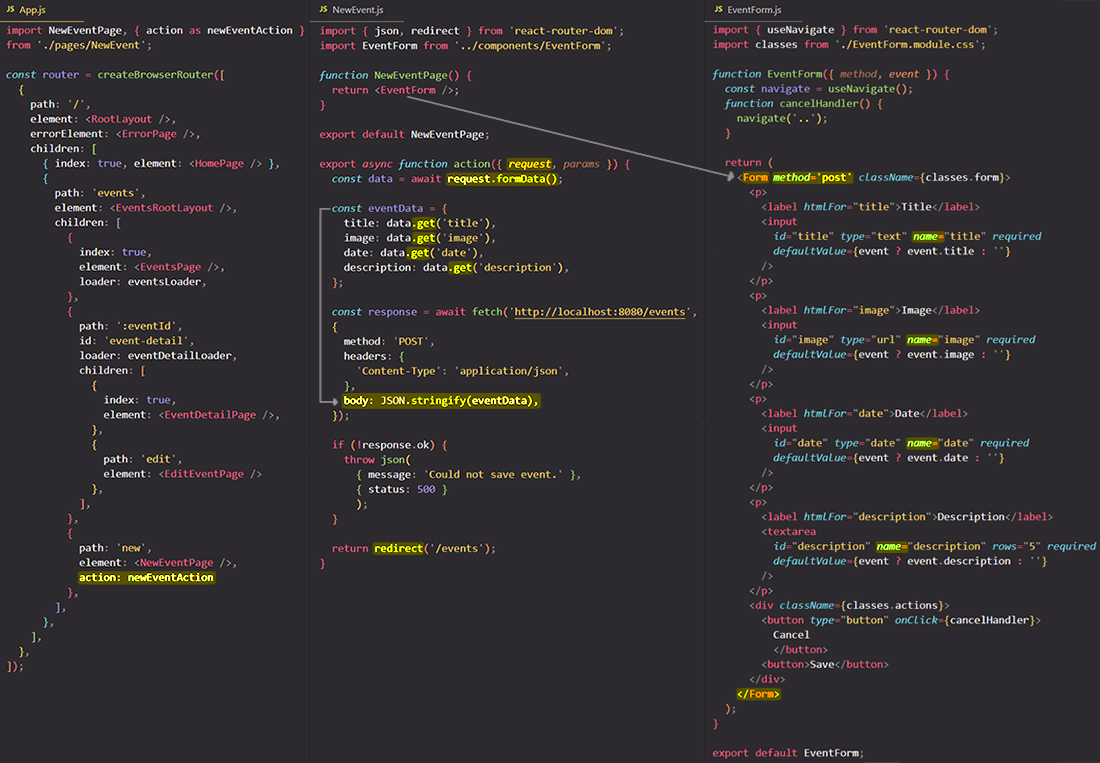 App.js
import NewEventPage, { action as newEventAction }
from './pages/NewEvent';
const router = createBrowserRouter([
{
path: '/',
element: <RootLayout />,
errorElement: <ErrorPage />,
children: [
{ index: true, element: <HomePage /> },
{
path: 'events',
element: <EventsRootLayout />,
children: [
{
index: true,
element: <EventsPage />,
loader: eventsLoader,
},
{
path: ':eventId',
id: 'event-detail',
loader: eventDetailLoader,
children: [
{
index: true,
element: <EventDetailPage />,
},
{
path: 'edit',
element: <EditEventPage />
},
],
},
{
path: 'new',
element: <NewEventPage />,
action: newEventAction
},
],
},
],
},
]);
JS NewEvent.js
import { json, redirect } from 'react-router-dom';
import EventForm from '../components/EventForm';
function NewEventPage() {
return <EventForm />;
}
export default NewEventPage;
export async function action({ request, params }) {
const data = await request.formData();
const eventData = {
title: data.get('title'),
image: data.get('image'),
date: data.get('date'),
description: data.get('description'),
};
const response = await fetch('http://localhost:8080/events',
{
method: 'POST',
headers: {
'Content-Type': 'application/json',
},
body: JSON.stringify(eventData),
});
if (!response.ok) {
throw json(
{ message: 'Could not save event.' },
{ status: 500 }
);
}
return redirect('/events');
}
JS EventForm.js
import { useNavigate } from 'react-router-dom';
import classes from './EventForm.module.css';
function EventForm({ method, event }) {
const navigate = useNavigate();
function cancelHandler() {
navigate('..');
}
return (
<Form method='post' className={classes.form}>
<p>
<label htmlFor="title">Title</label>
<input
id="title" type="text" name="title" required
defaultValue={event ? event.title : ''}
/>
</p>
<p>
<label htmlFor="image">Image</label>
<input
id="image" type="url" name="image" required
defaultValue={event ? event.image : ''}
/>
</p>
<p>
<label htmlFor="date">Date</label>
<input
id="date" type="date" name="date" required
defaultValue={event ? event.date : ''}
/>
</p>
<p>
<label htmlFor="description">Description</label>
<textarea
id="description" name="description" rows="5" required
defaultValue={event ? event.description : ''}
/>
</p>
<div className={classes.actions}>
<button type="button" onClick={cancelHandler}>
Cancel
</button>
<button>Save</button>
</div>
</Form>
);
}
export default EventForm;